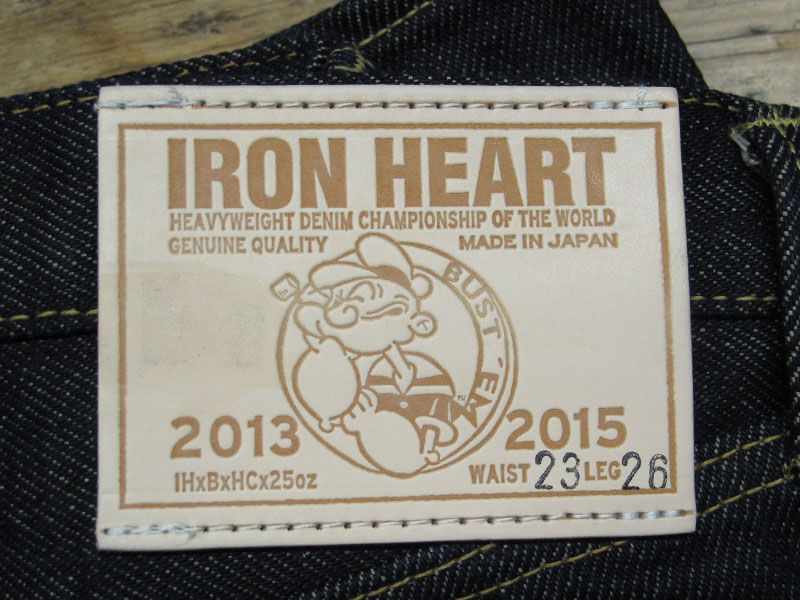 IRON HEART
HEAVYWEIGHT DENIM CHAMPIONSHIP OF THE WORLD
GENUINE QUALITY MADE IN JAPAN
BUST 'EM
TM
2013 2015
IHxBxHCx25oz WAIST 23 LEG 26